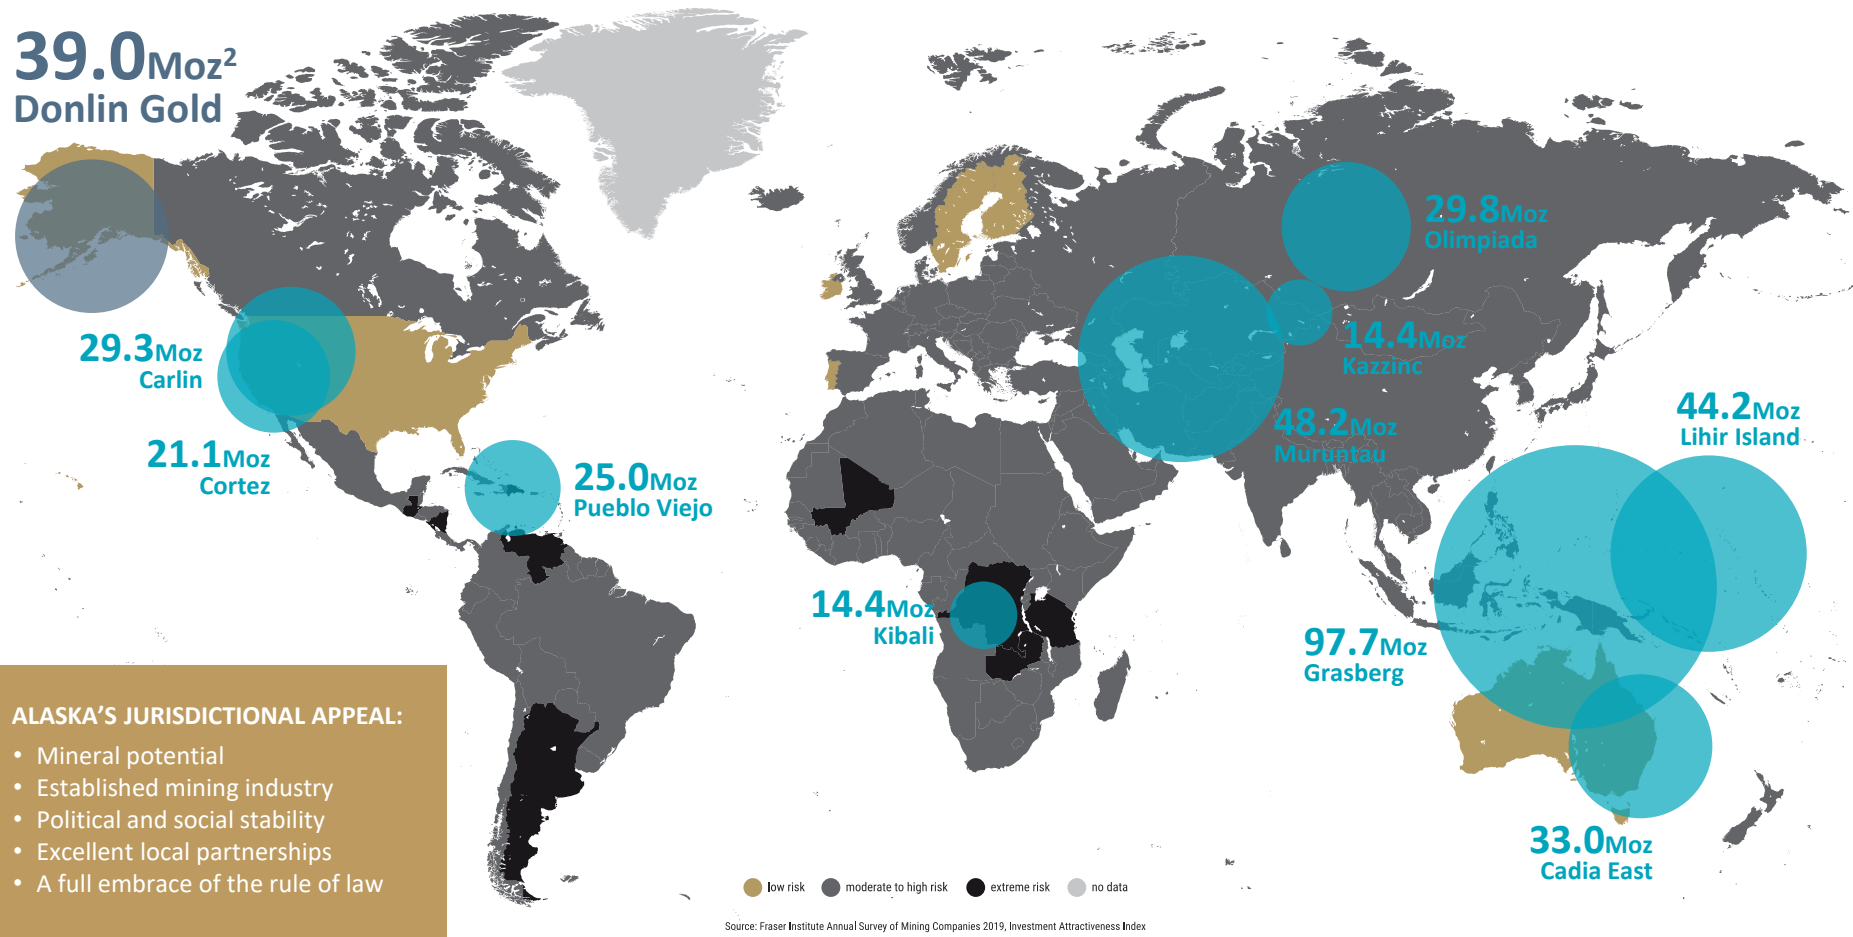 39.0Moz²
Donlin Gold
29.3Moz
Carlin
21.1Moz
Cortez
25.0Moz
Pueblo Viejo
29.8Moz
Olimpiada
14.4Moz
Kazzinc
48.2Moz
Muruntau
44.2Moz
Lihir Island
14.4Moz
Kibali
97.7Moz
Grasberg
33.0Moz
Cadia East
ALASKA’S JURISDICTIONAL APPEAL:
• Mineral potential
• Established mining industry
• Political and social stability
• Excellent local partnerships
• A full embrace of the rule of law
low risk
moderate to high risk
extreme risk
no data
Source: Fraser Institute Annual Survey of Mining Companies 2019, Investment Attractiveness Index